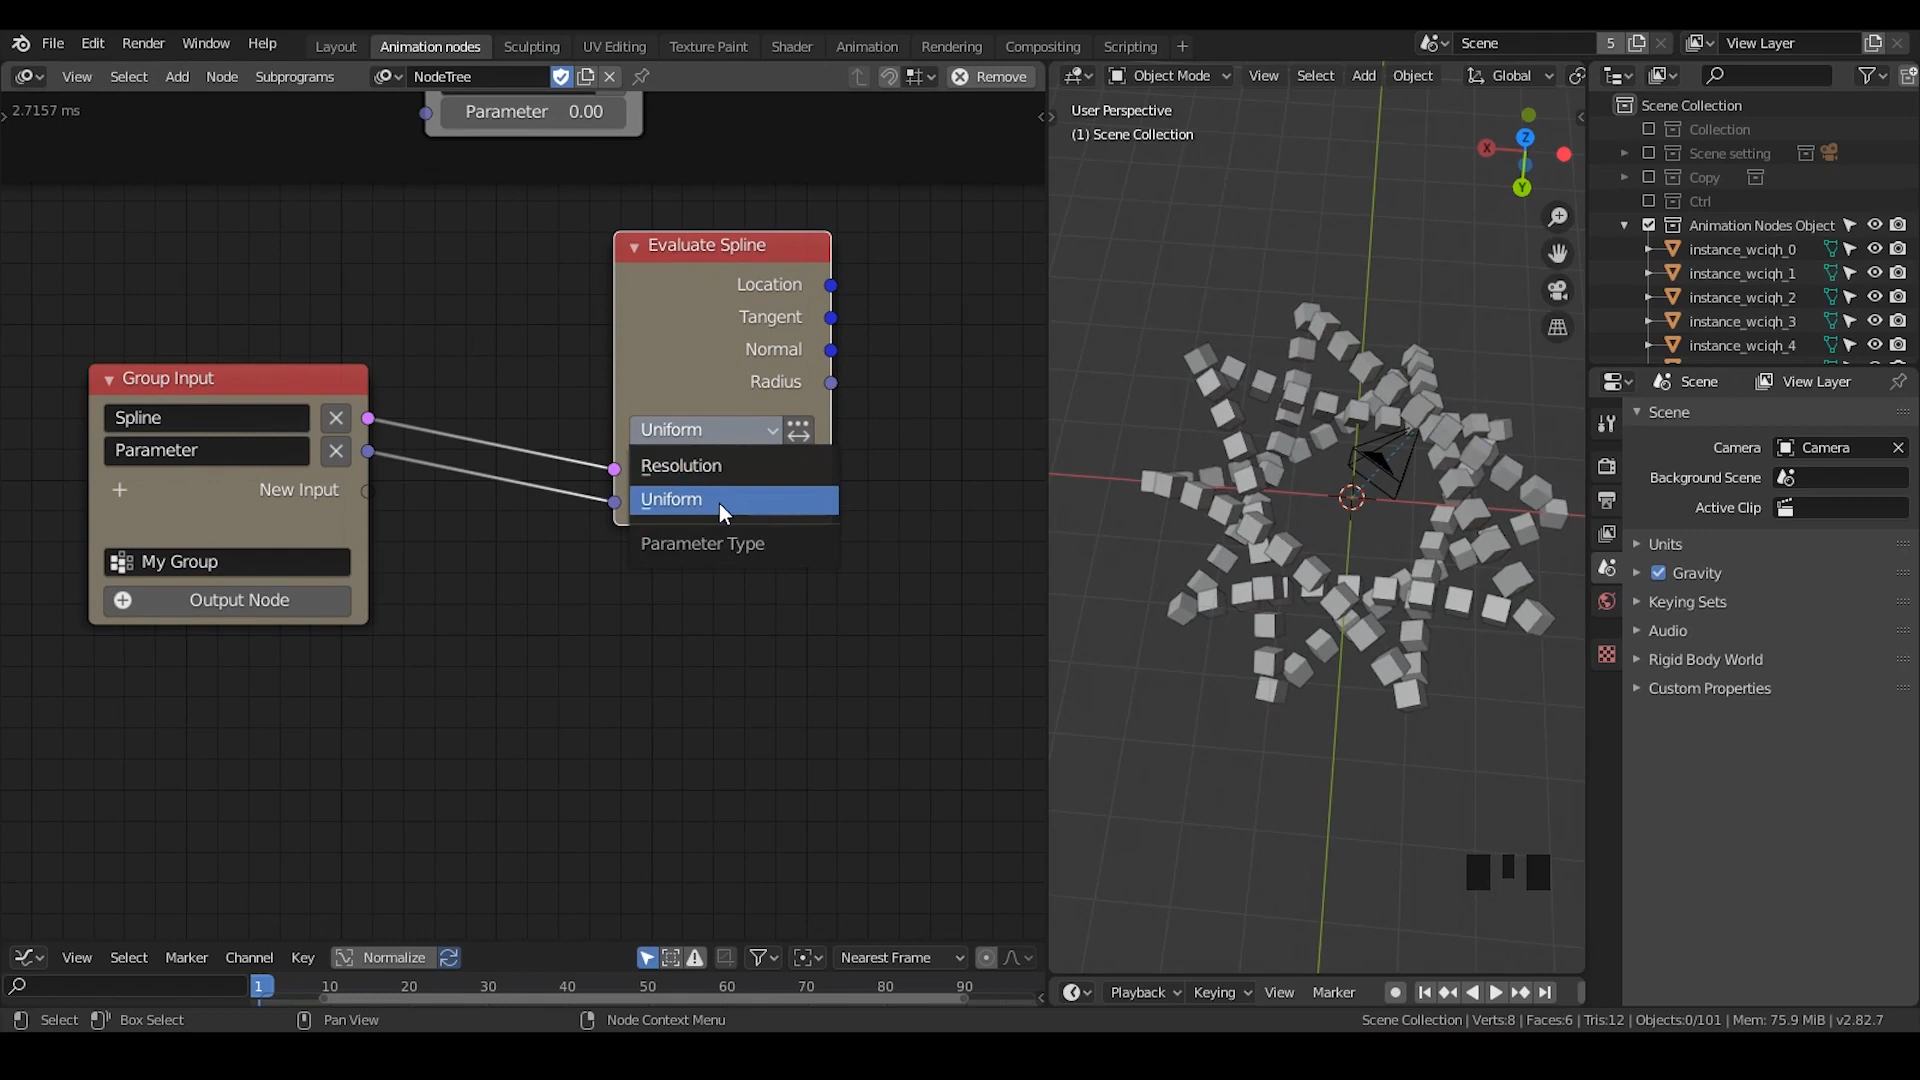 File Edit Render Window Help Layout Animation nodes Sculpting UV Editing Texture Paint Shader Animation Rendering Compositing Scripting Scene 5 View Layer
View Select Add Node Subprograms NodeTree Remove
Object Mode View Select Add Object Global
2.7157 ms
Parameter 0.00
Evaluate Spline
Location
Tangent
Normal
Radius
Uniform
Resolution
Uniform
Parameter Type
Group Input
Spline
Parameter
New Input
My Group
Output Node
User Perspective
(1) Scene Collection
X
Z
Y
Scene Collection
Collection
Scene setting
Copy
Ctrl
Animation Nodes Object
instance_wciqh_0
instance_wciqh_1
instance_wciqh_2
instance_wciqh_3
instance_wciqh_4
Scene View Layer
Scene
Camera Camera
Background Scene
Active Clip
Units
Gravity
Keying Sets
Audio
Rigid Body World
Custom Properties
View Select Marker Channel Key Normalize Nearest Frame
1 10 20 30 40 50 60 70 80 90
Playback Keying View Marker
Select Box Select Pan View Node Context Menu
Scene Collection | Verts:8 | Faces:6 | Tris:12 | Objects:0/101 | Mem: 75.9 MiB | v2.82.7